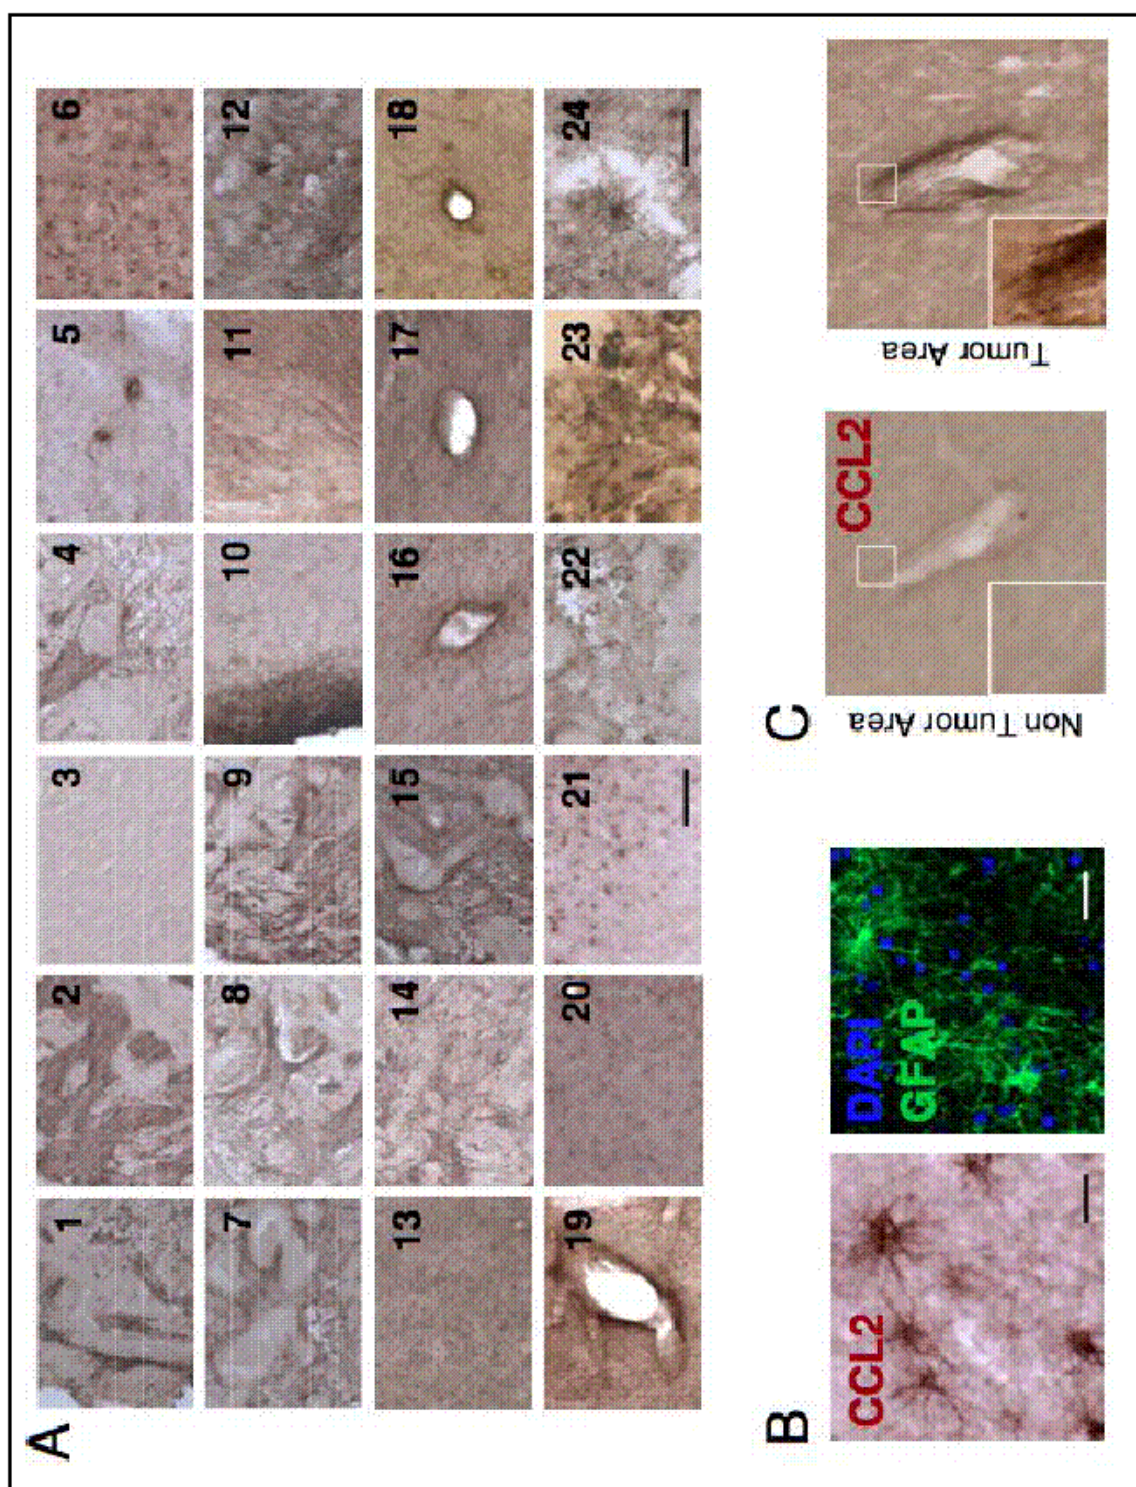 A
1 2 3 4 5 6
7 8 9 10 11 12
13 14 15 16 17 18
19 20 21 22 23 24
B
CCL2
DAPI
GFAP
C
CCL2
Non Tumor Area
Tumor Area